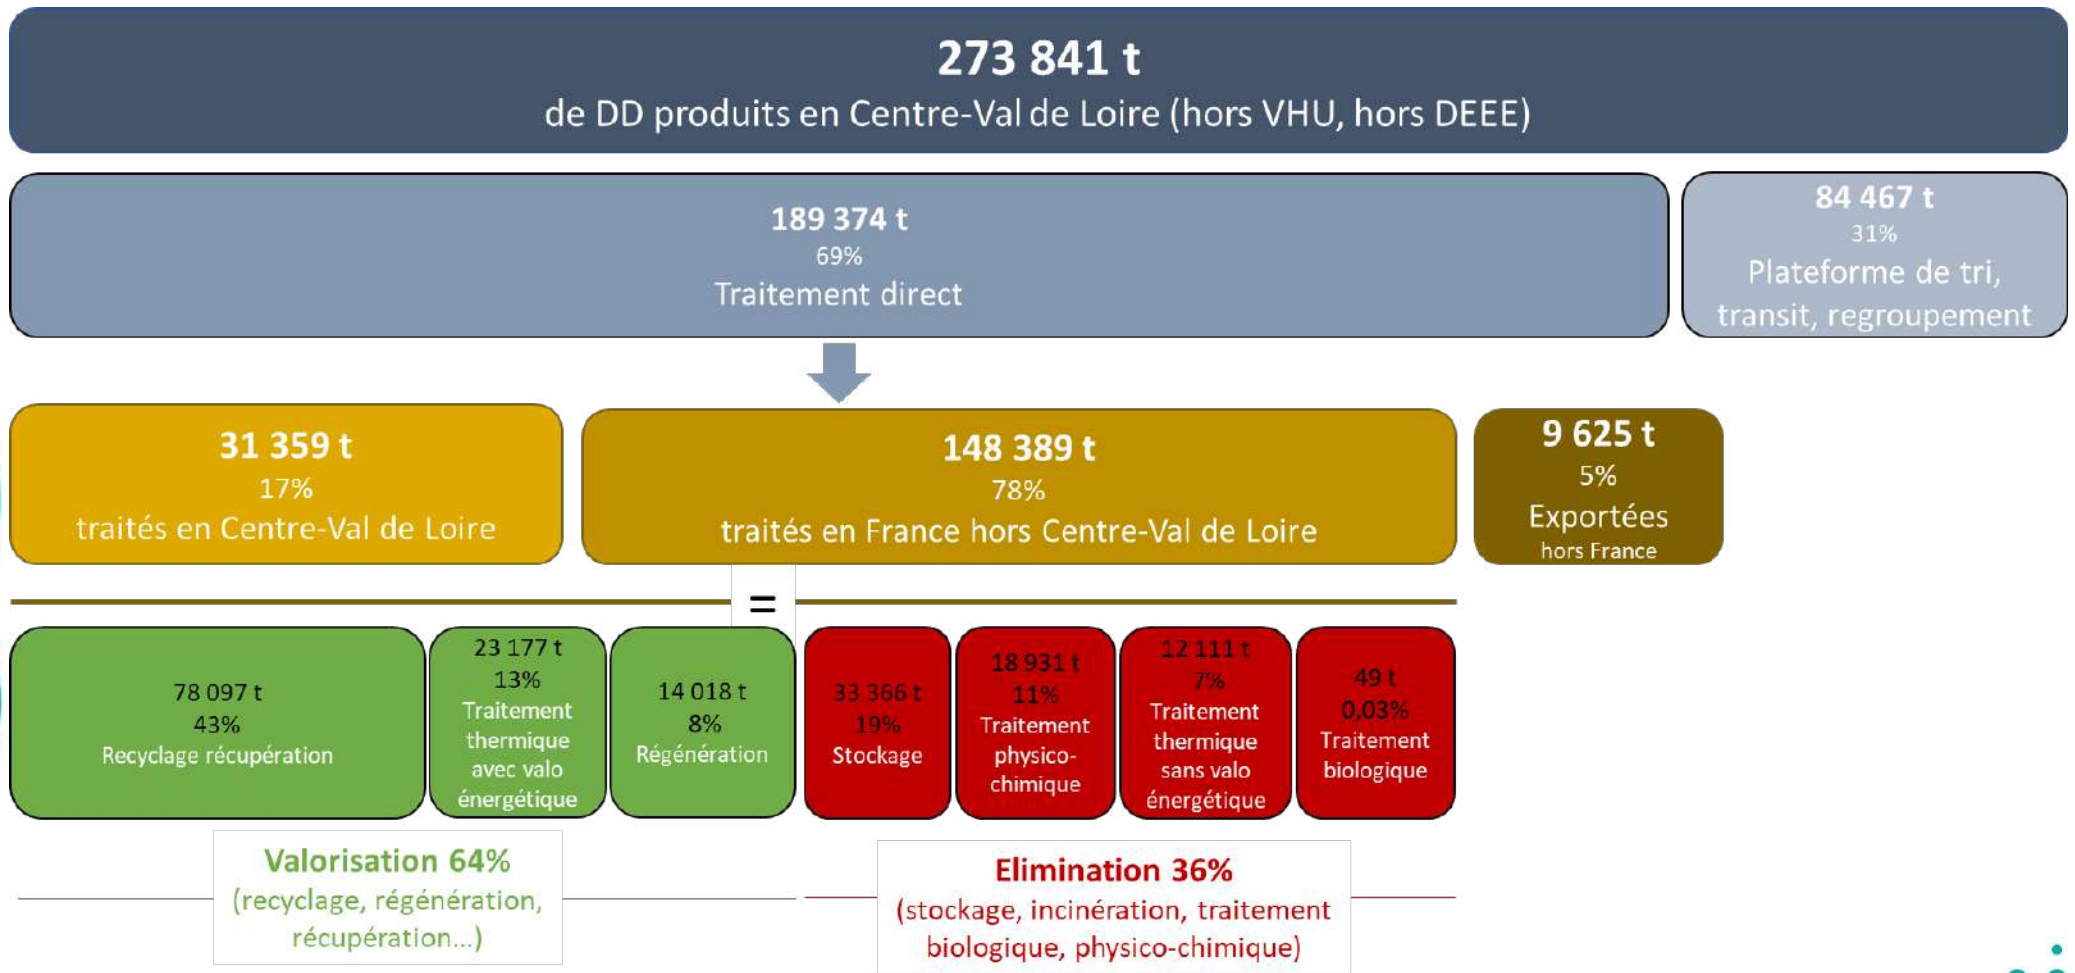 273 841 t
de DD produits en Centre-Val de Loire (hors VHU, hors DEEE)
189 374 t
69%
Traitement direct
84 467 t
31%
Plateforme de tri,
transit, regroupement
31 359 t
17%
traités en Centre-Val de Loire
148 389 t
78%
traités en France hors Centre-Val de Loire
9 625 t
5%
Exportées
hors France
=
78 097 t
43%
Recyclage récupération
23 177 t
13%
Traitement
thermique
avec valo
énergétique
14 018 t
8%
Régénération
33 366 t
19%
Stockage
18 931 t
11%
Traitement
physico-
chimique
12 111 t
7%
Traitement
thermique
sans valo
énergétique
49 t
0,03%
Traitement
biologique
Valorisation 64%
(recyclage, régénération,
récupération...)
Elimination 36%
(stockage, incinération, traitement
biologique, physico-chimique)